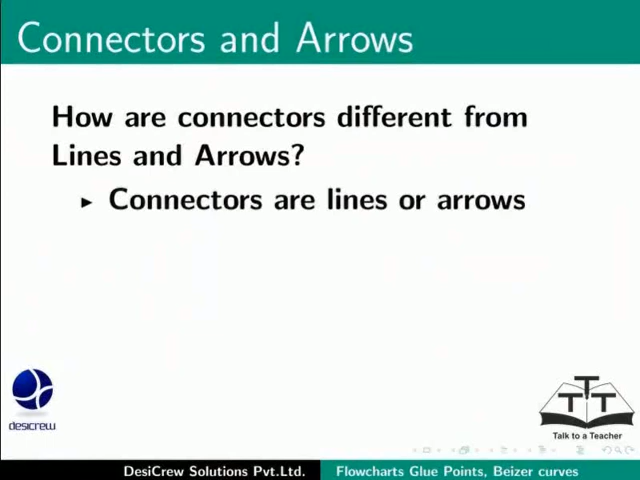 Connectors and Arrows
How are connectors different from
Lines and Arrows?
▶ Connectors are lines or arrows
desicrew
TTT
Talk to a Teacher
DesiCrew Solutions Pvt.Ltd.
Flowcharts Glue Points, Beizer curves